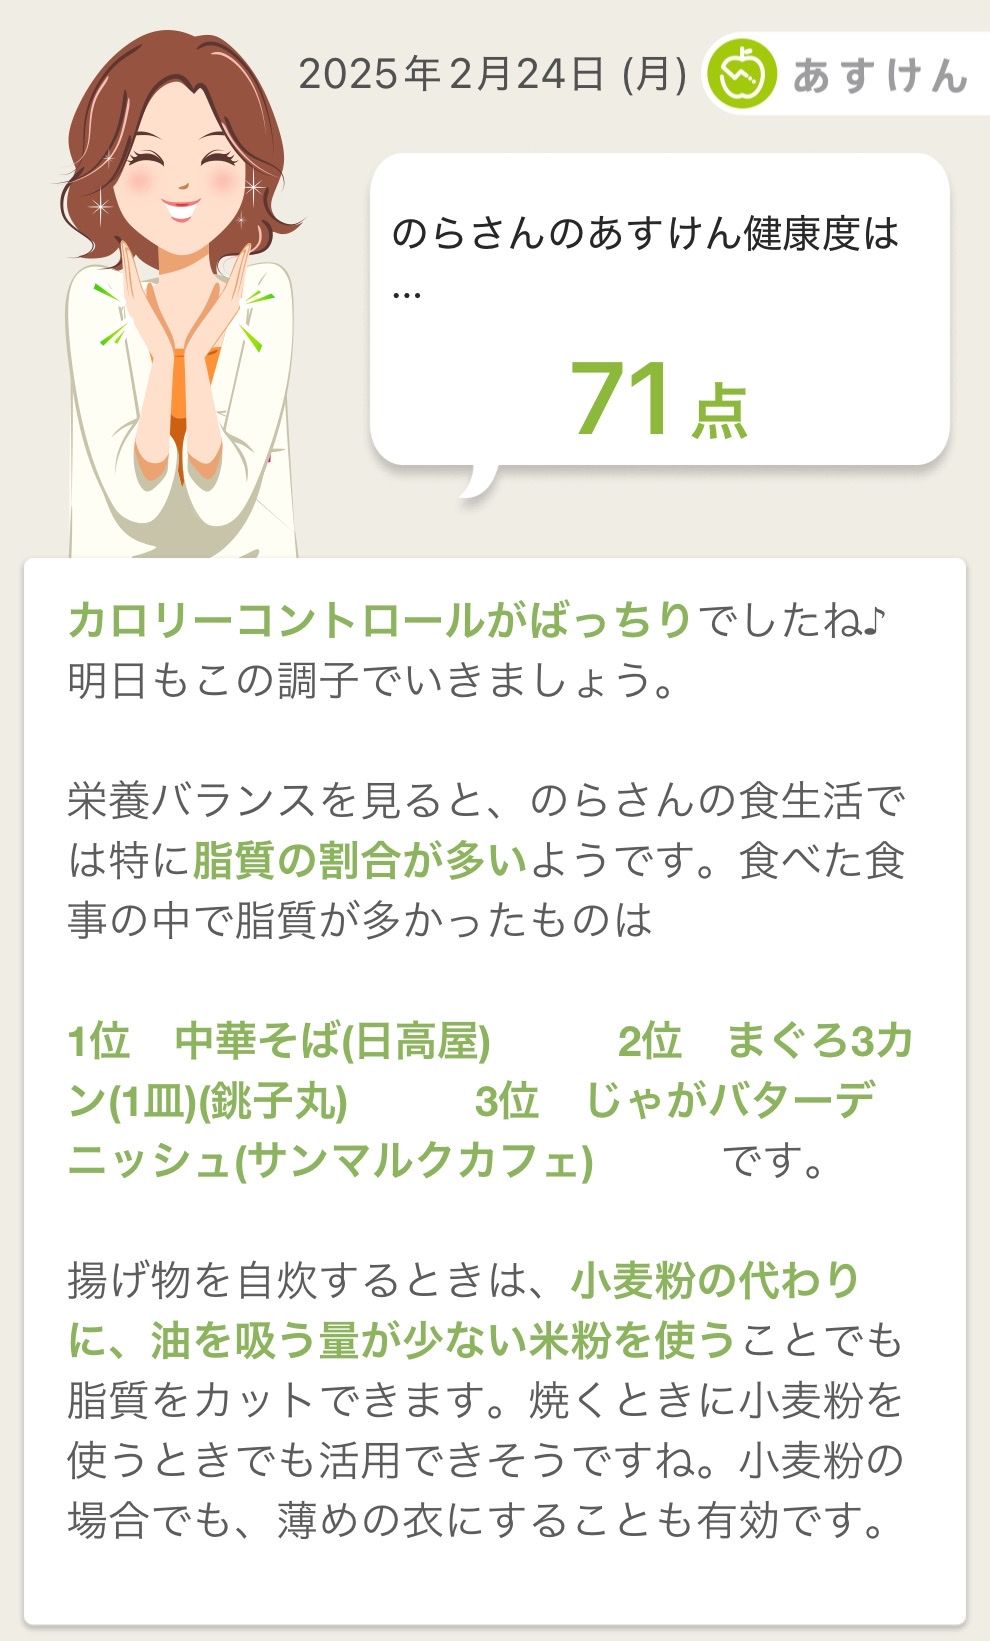 2025年2月24日 (月)
あすけん
のらさんのあすけん健康度は
...
71点
カロリーコントロールがばっちりでしたね♪
明日もこの調子でいきましょう。
栄養バランスを見ると、のらさんの食生活で
は特に脂質の割合が多いようです。食べた食
事の中で脂質が多かったものは
1位　中華そば(日高屋)　　　2位　まぐろ3カ
ン(1皿)(銚子丸)　　　3位　じゃがバターデ
ニッシュ(サンマルクカフェ)　　　です。
揚げ物を自炊するときは、小麦粉の代わり
に、油を吸う量が少ない米粉を使うことでも
脂質をカットできます。焼くときに小麦粉を
使うときでも活用できそうですね。小麦粉の
場合でも、薄めの衣にすることも有効です。